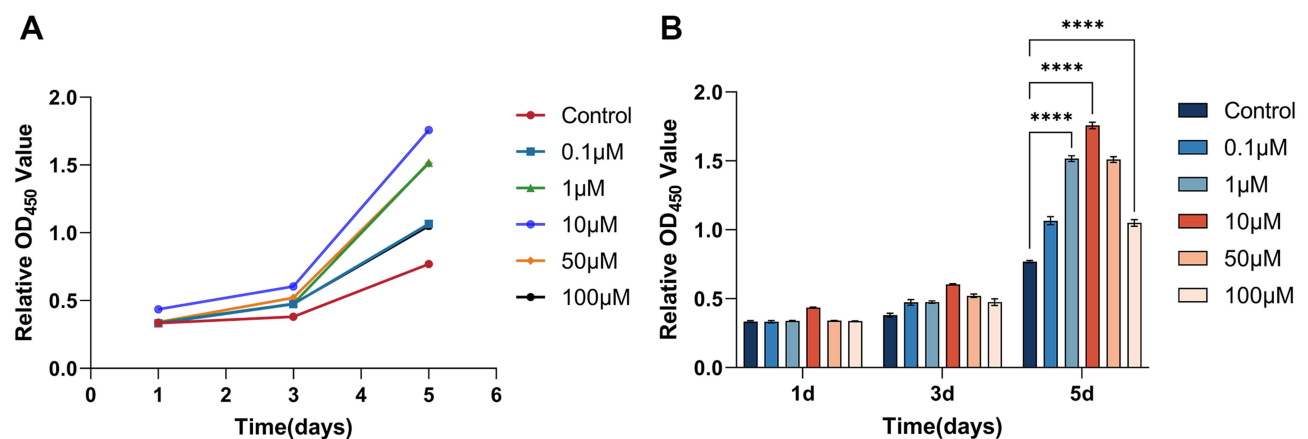 A
Relative OD450 Value
2.0
1.5
1.0
0.5
0.0
0 1 2 3 4 5 6
Time(days)
Control
0.1μM
1μM
10μM
50μM
100μM
B
Relative OD450 Value
2.0
1.5
1.0
0.5
0.0
****
****
****
1d 3d 5d
Time(days)
Control
0.1μM
1μM
10μM
50μM
100μM